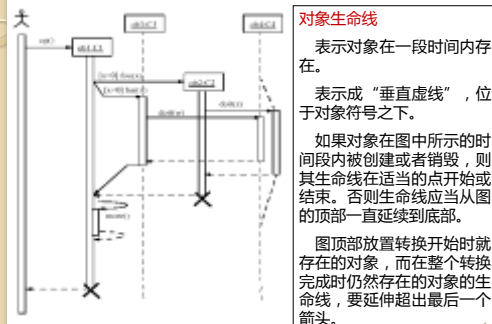 对象生命线
表示对象在一段时间内存
在。
表示成“垂直虚线”，位
于对象符号之下。
如果对象在图中所示的时
间段内被创建或者销毁，则
其生命线在适当的点开始或
结束。否则生命线应当从图
的顶部一直延续到底部。
图顶部放置转换开始时就
存在的对象，而在整个转换
完成时仍然存在的对象的生
命线，要延伸超出最后一个
箭头。